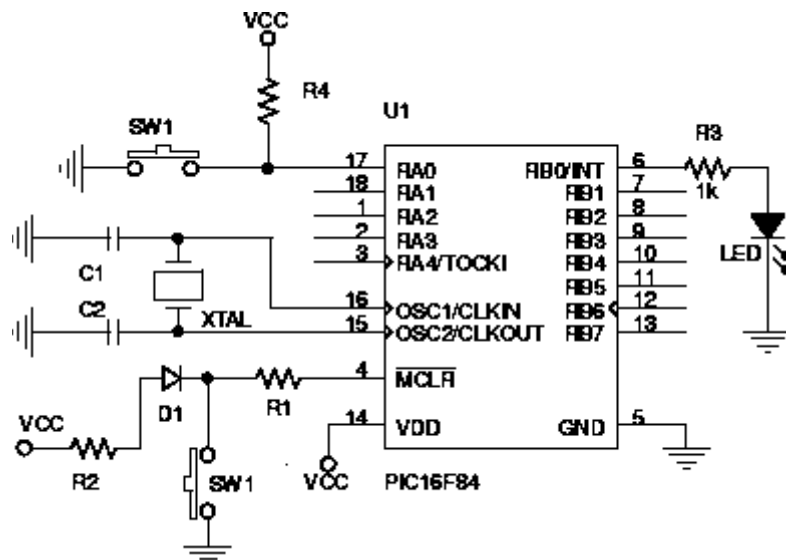 VCC
R4
U1
SW1
R3
17
RA0
RB0/INT
6
18
RA1
RB1
7
1k
1
RA2
RB2
8
2
RA3
RB3
9
3
RA4/TOCKI
RB4
10
LED
C1
RB5
11
16
OSC1/CLKIN
RB6
12
C2
XTAL
15
OSC2/CLKOUT
RB7
13
4
MCLR
D1
R1
VCC
14
VDD
GND
5
R2
SW1
VCC
PIC16F84